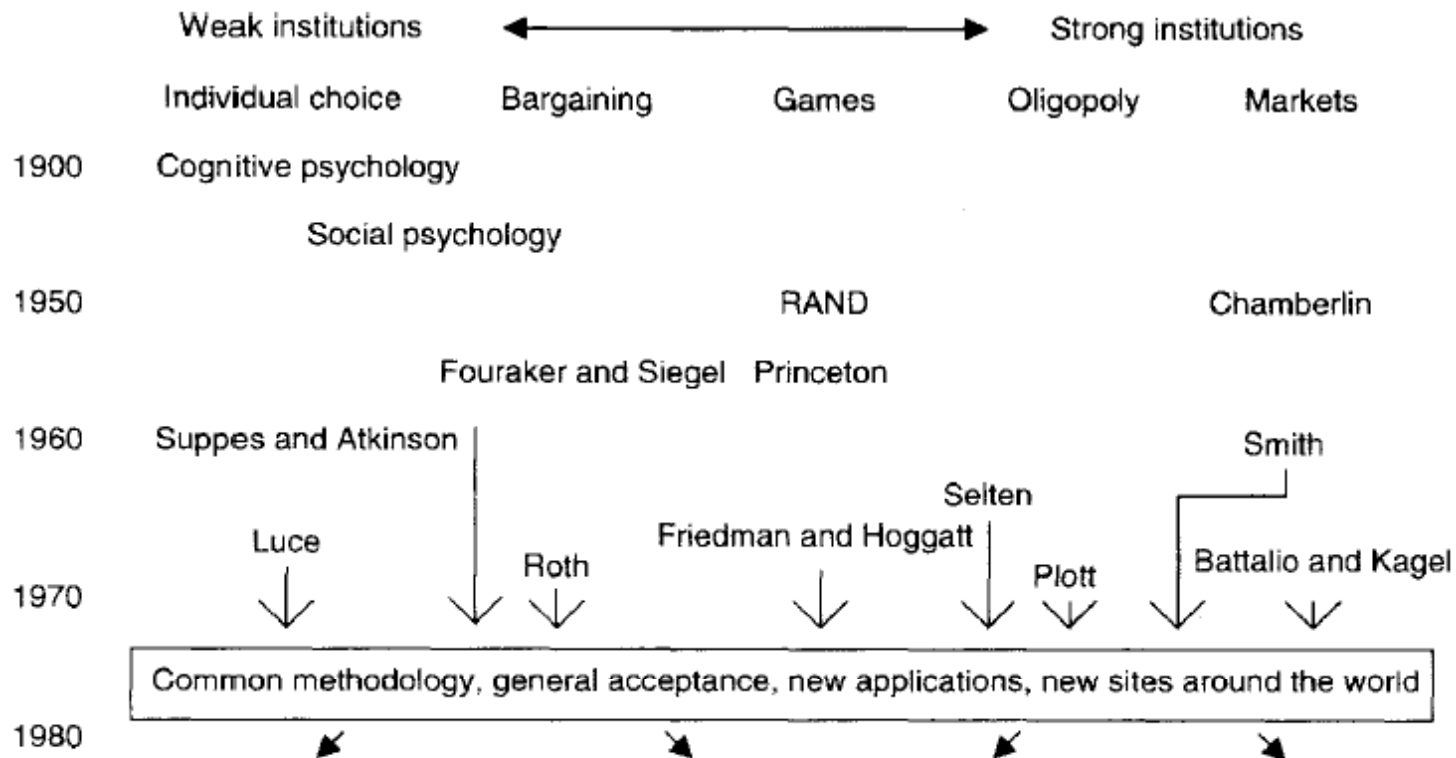 Weak institutions Strong institutions
Individual choice Bargaining Games Oligopoly Markets
1900 Cognitive psychology
Social psychology
1950 RAND Chamberlin
Fouraker and Siegel Princeton
1960 Suppes and Atkinson Smith
Selten
Luce Friedman and Hoggatt
Roth Plott Battalio and Kagel
1970
Common methodology, general acceptance, new applications, new sites around the world
1980